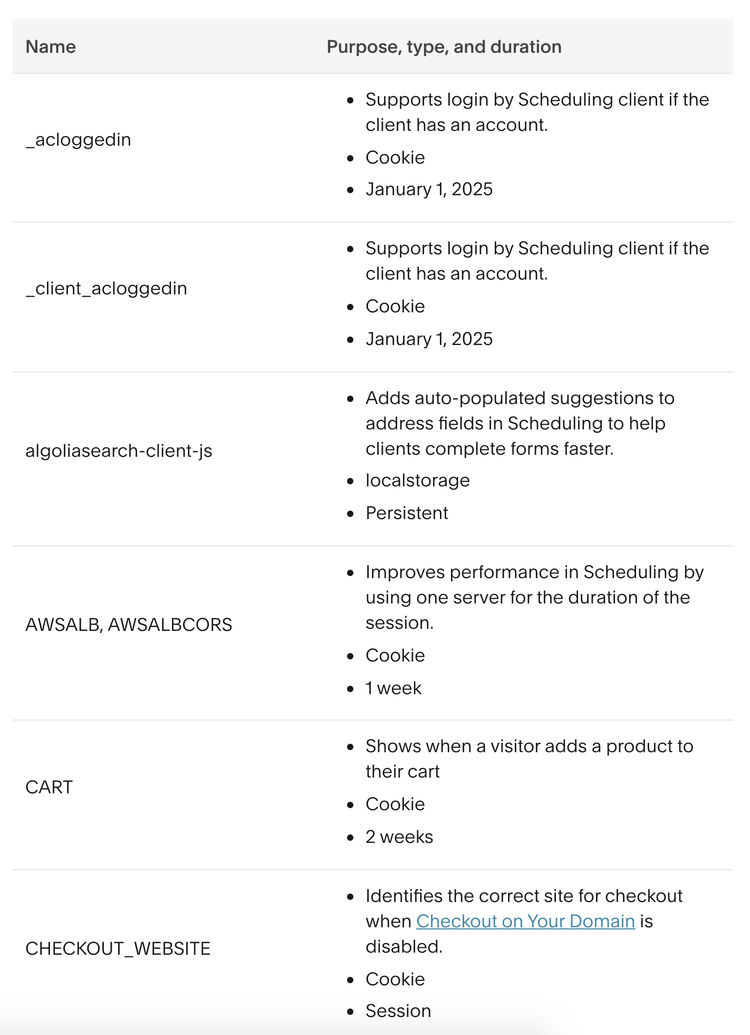 Name Purpose, type, and duration
_acloggedin
• Supports login by Scheduling client if the
client has an account.
• Cookie
• January 1, 2025
_client_acloggedin
• Supports login by Scheduling client if the
client has an account.
• Cookie
• January 1, 2025
algoliasearch-client-js
• Adds auto-populated suggestions to
address fields in Scheduling to help
clients complete forms faster.
• localstorage
• Persistent
AWSALB, AWSALBCORS
• Improves performance in Scheduling by
using one server for the duration of the
session.
• Cookie
• 1 week
CART
• Shows when a visitor adds a product to
their cart
• Cookie
• 2 weeks
CHECKOUT_WEBSITE
• Identifies the correct site for checkout
when Checkout on Your Domain is
disabled.
• Cookie
• Session